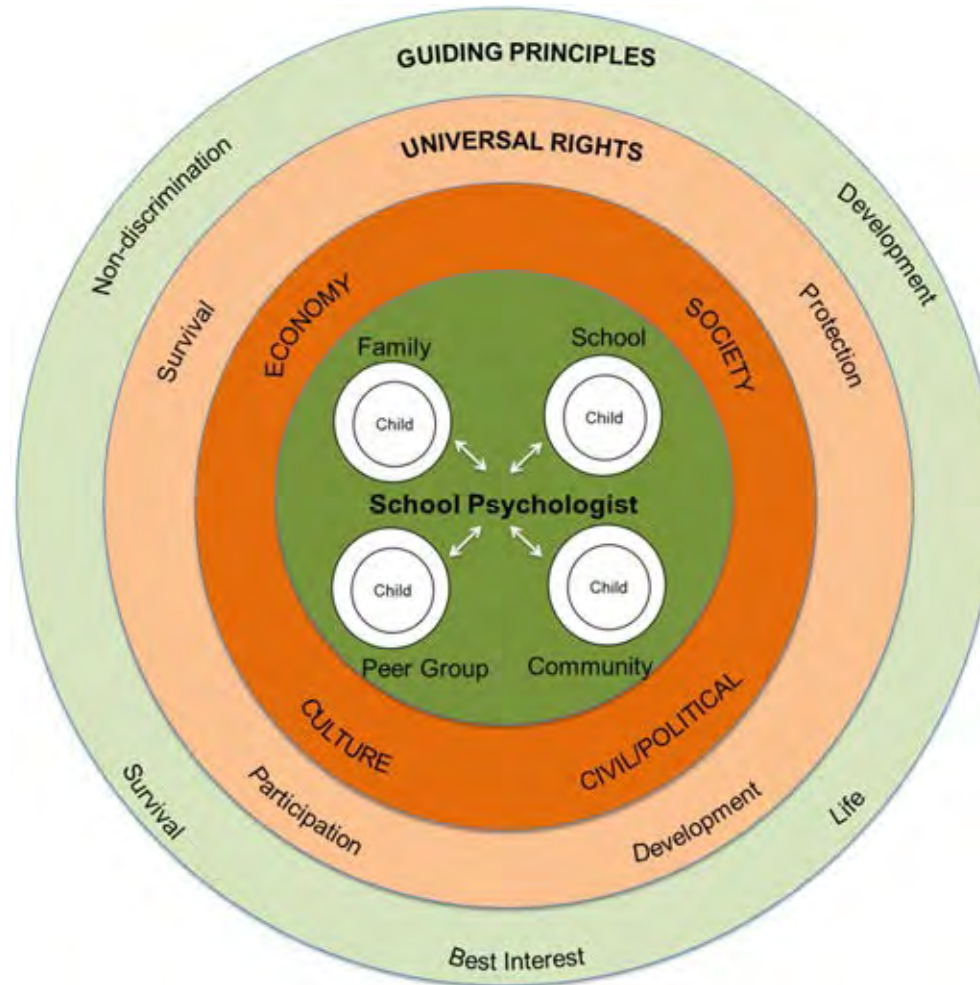 GUIDING PRINCIPLES
Non-discrimination
Development
Survival
Life
Best Interest
UNIVERSAL RIGHTS
Survival
Protection
Participation
Development
ECONOMY
SOCIETY
CULTURE
CIVIL/POLITICAL
Family
School
Child
Child
School Psychologist
Child
Child
Peer Group
Community